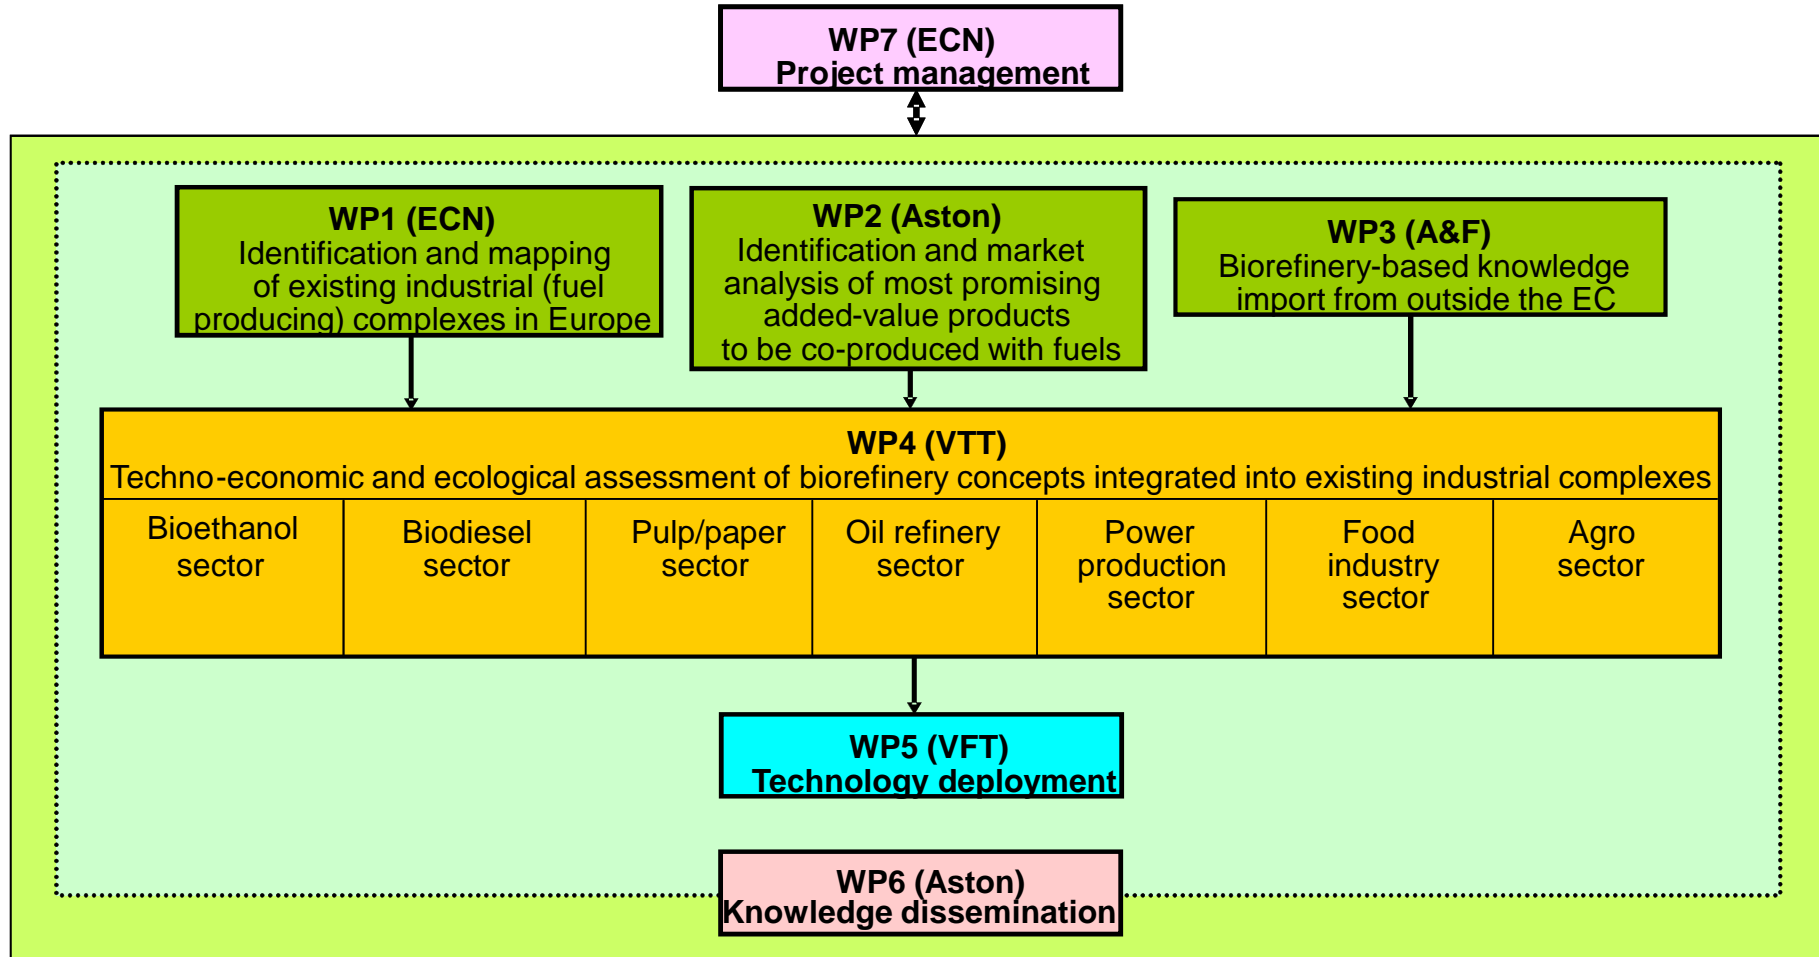 WP7 (ECN)
Project management
WP1 (ECN)
Identification and mapping
of existing industrial (fuel
producing) complexes in Europe
WP2 (Aston)
Identification and market
analysis of most promising
added-value products
to be co-produced with fuels
WP3 (A&F)
Biorefinery-based knowledge
import from outside the EC
WP4 (VTT)
Techno-economic and ecological assessment of biorefinery concepts integrated into existing industrial complexes
Bioethanol
sector
Biodiesel
sector
Pulp/paper
sector
Oil refinery
sector
Power
production
sector
Food
industry
sector
Agro
sector
WP5 (VFT)
Technology deployment
WP6 (Aston)
Knowledge dissemination